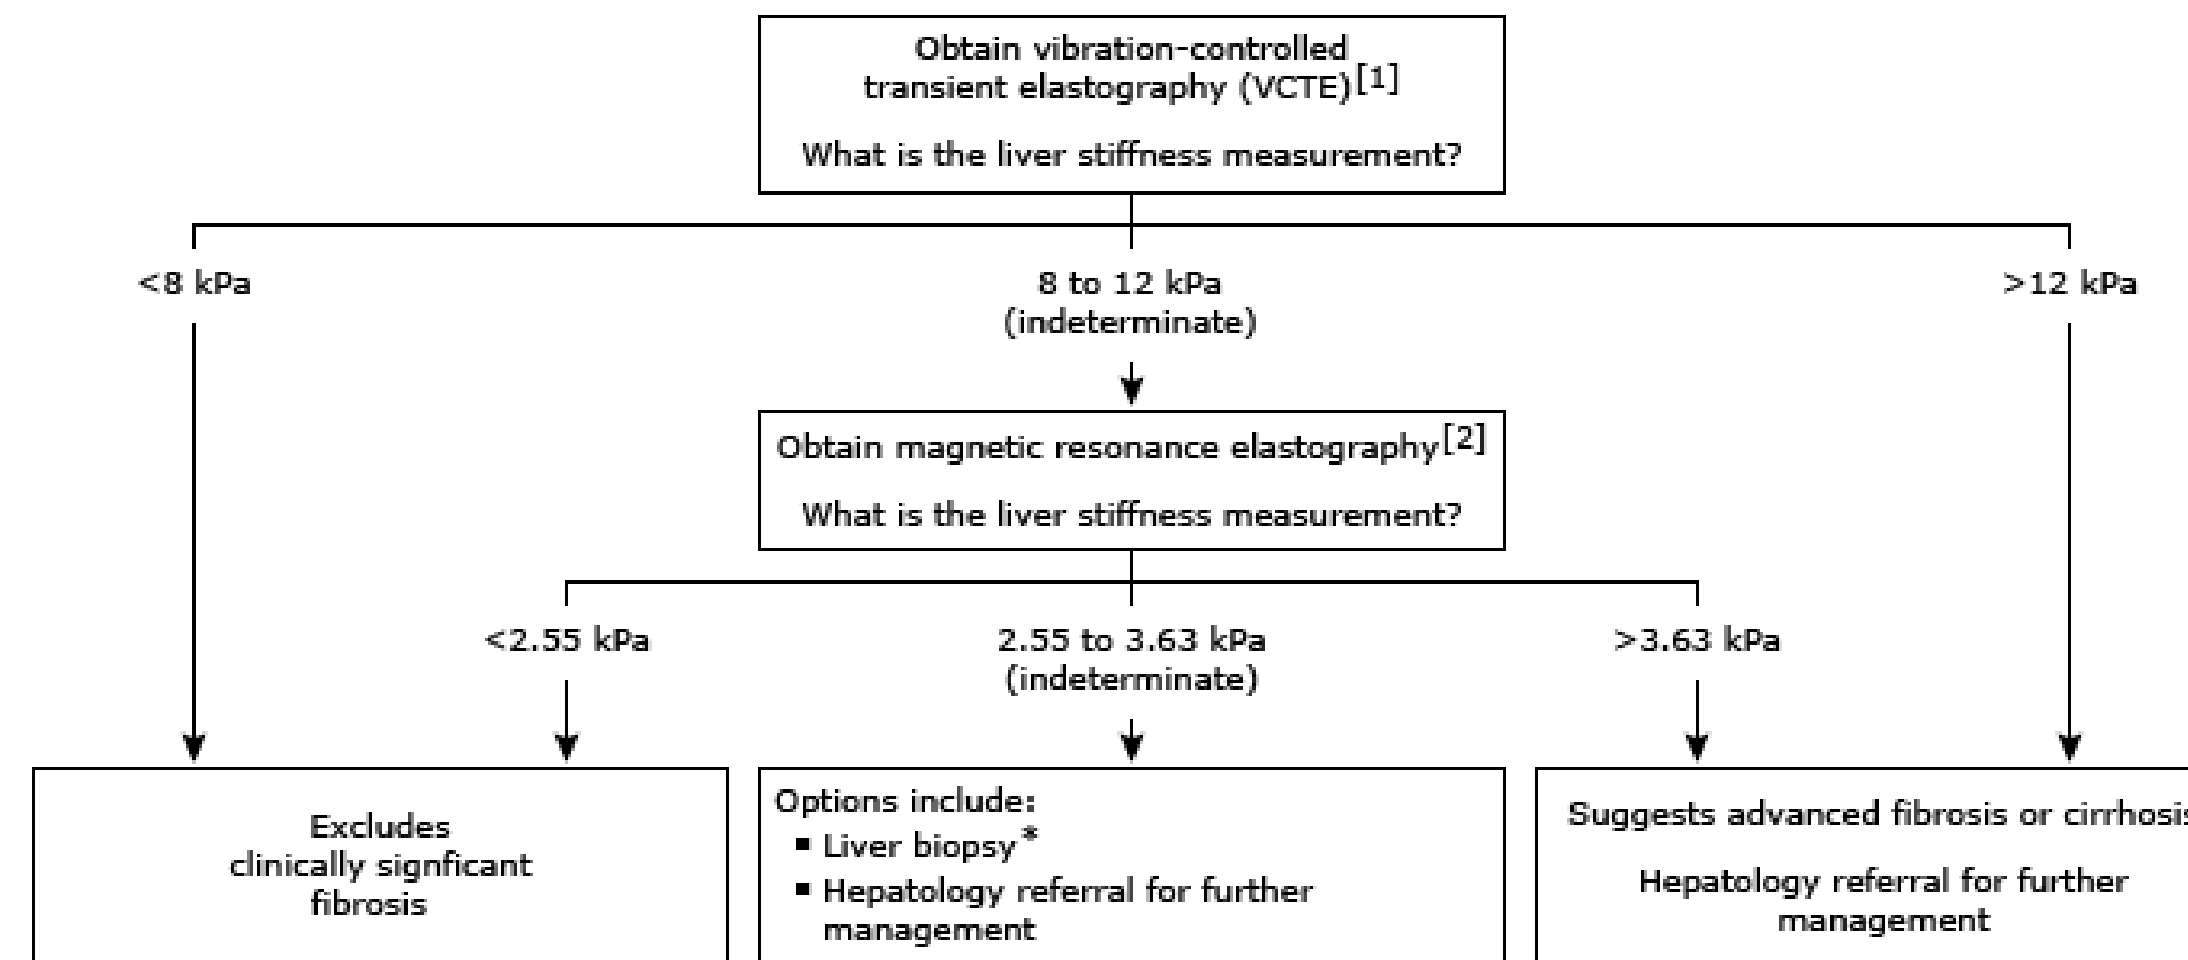 Obtain vibration-controlled
transient elastography (VCTE)[1]
What is the liver stiffness measurement?
<8 kPa
8 to 12 kPa
(indeterminate)
>12 kPa
Obtain magnetic resonance elastography[2]
What is the liver stiffness measurement?
<2.55 kPa
2.55 to 3.63 kPa
(indeterminate)
>3.63 kPa
Excludes
clinically signficant
fibrosis
Options include:
▪ Liver biopsy*
▪ Hepatology referral for further
management
Suggests advanced fibrosis or cirrhosis
Hepatology referral for further
management